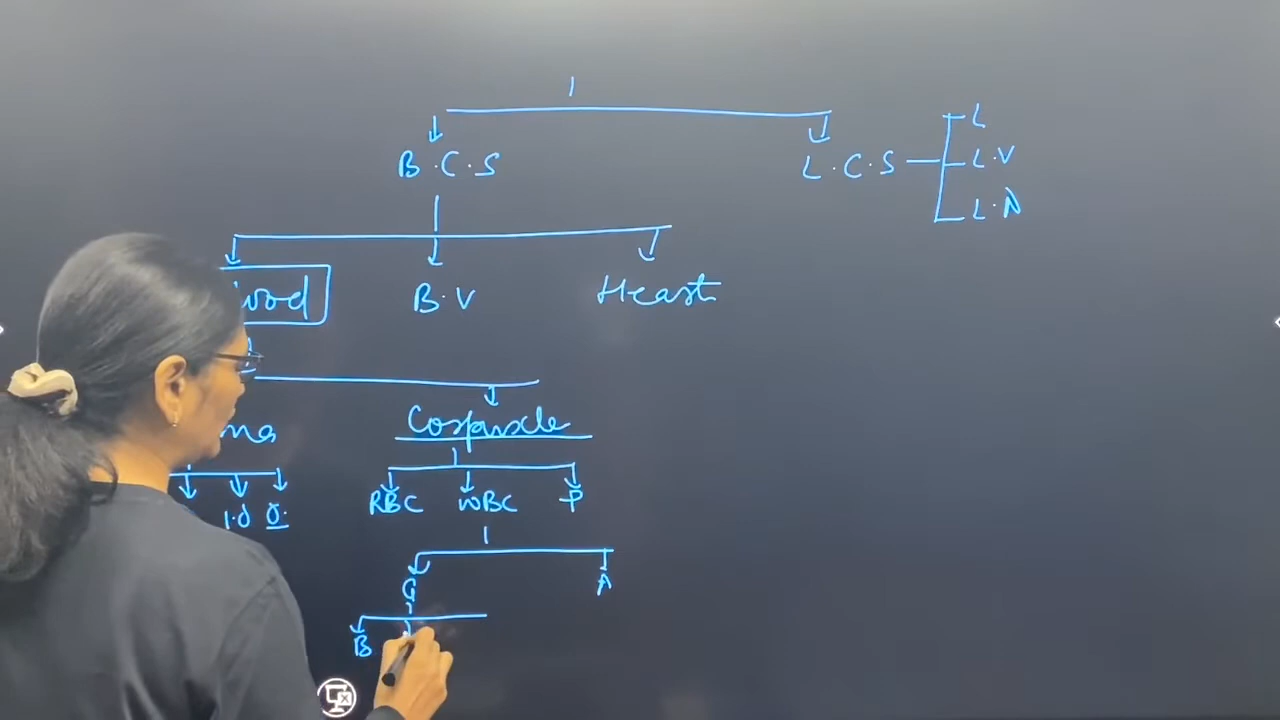 B.C.S L.C.S L
L.V
L.N
B.V Heart
Corpuscle
RBC WBC P
G A
B